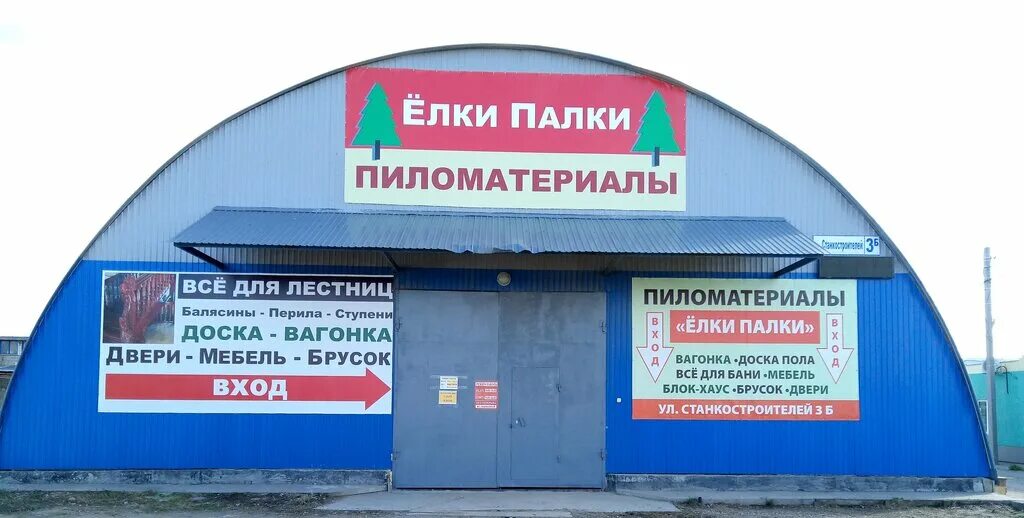 ЁЛКИ ПАЛКИ
ПИЛОМАТЕРИАЛЫ
Станкостроителей 3Б
ВСЁ ДЛЯ ЛЕСТНИЦ
Балясины - Перила - Ступени
ДОСКА - ВАГОНКА
ДВЕРИ - МЕБЕЛЬ - БРУСОК
ВХОД
ПИЛОМАТЕРИАЛЫ
«ЁЛКИ ПАЛКИ»
ВХОД
ВХОД
ВАГОНКА •ДОСКА ПОЛА
ВСЁ ДЛЯ БАНИ •МЕБЕЛЬ
БЛОК-ХАУС •БРУСОК •ДВЕРИ
УЛ. СТАНКОСТРОИТЕЛЕЙ 3 Б